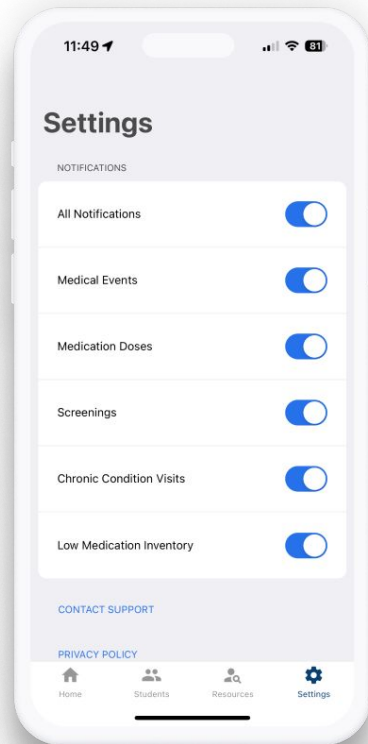 11:49
81
Settings
NOTIFICATIONS
All Notifications
Medical Events
Medication Doses
Screenings
Chronic Condition Visits
Low Medication Inventory
CONTACT SUPPORT
PRIVACY POLICY
Home Students Resources Settings